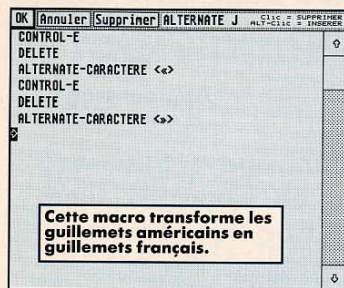 OK Annuler Supprimer ALTERNATE J Clic = SUPPRIMER
ALT-Clic = INSERER
CONTROL-E
DELETE
ALTERNATE-CARACTERE <«>
CONTROL-E
DELETE
ALTERNATE-CARACTERE <»>
Cette macro transforme les
guillemets américains en
guillemets français.